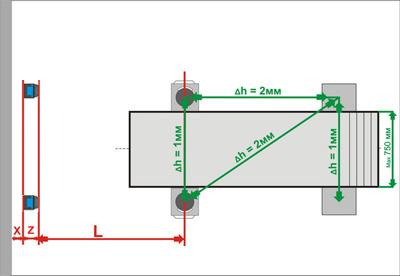 Δh = 2мм
Δh = 1мм
Δh = 2мм
Δh = 1мм
Max 750 мм
X
Z
L